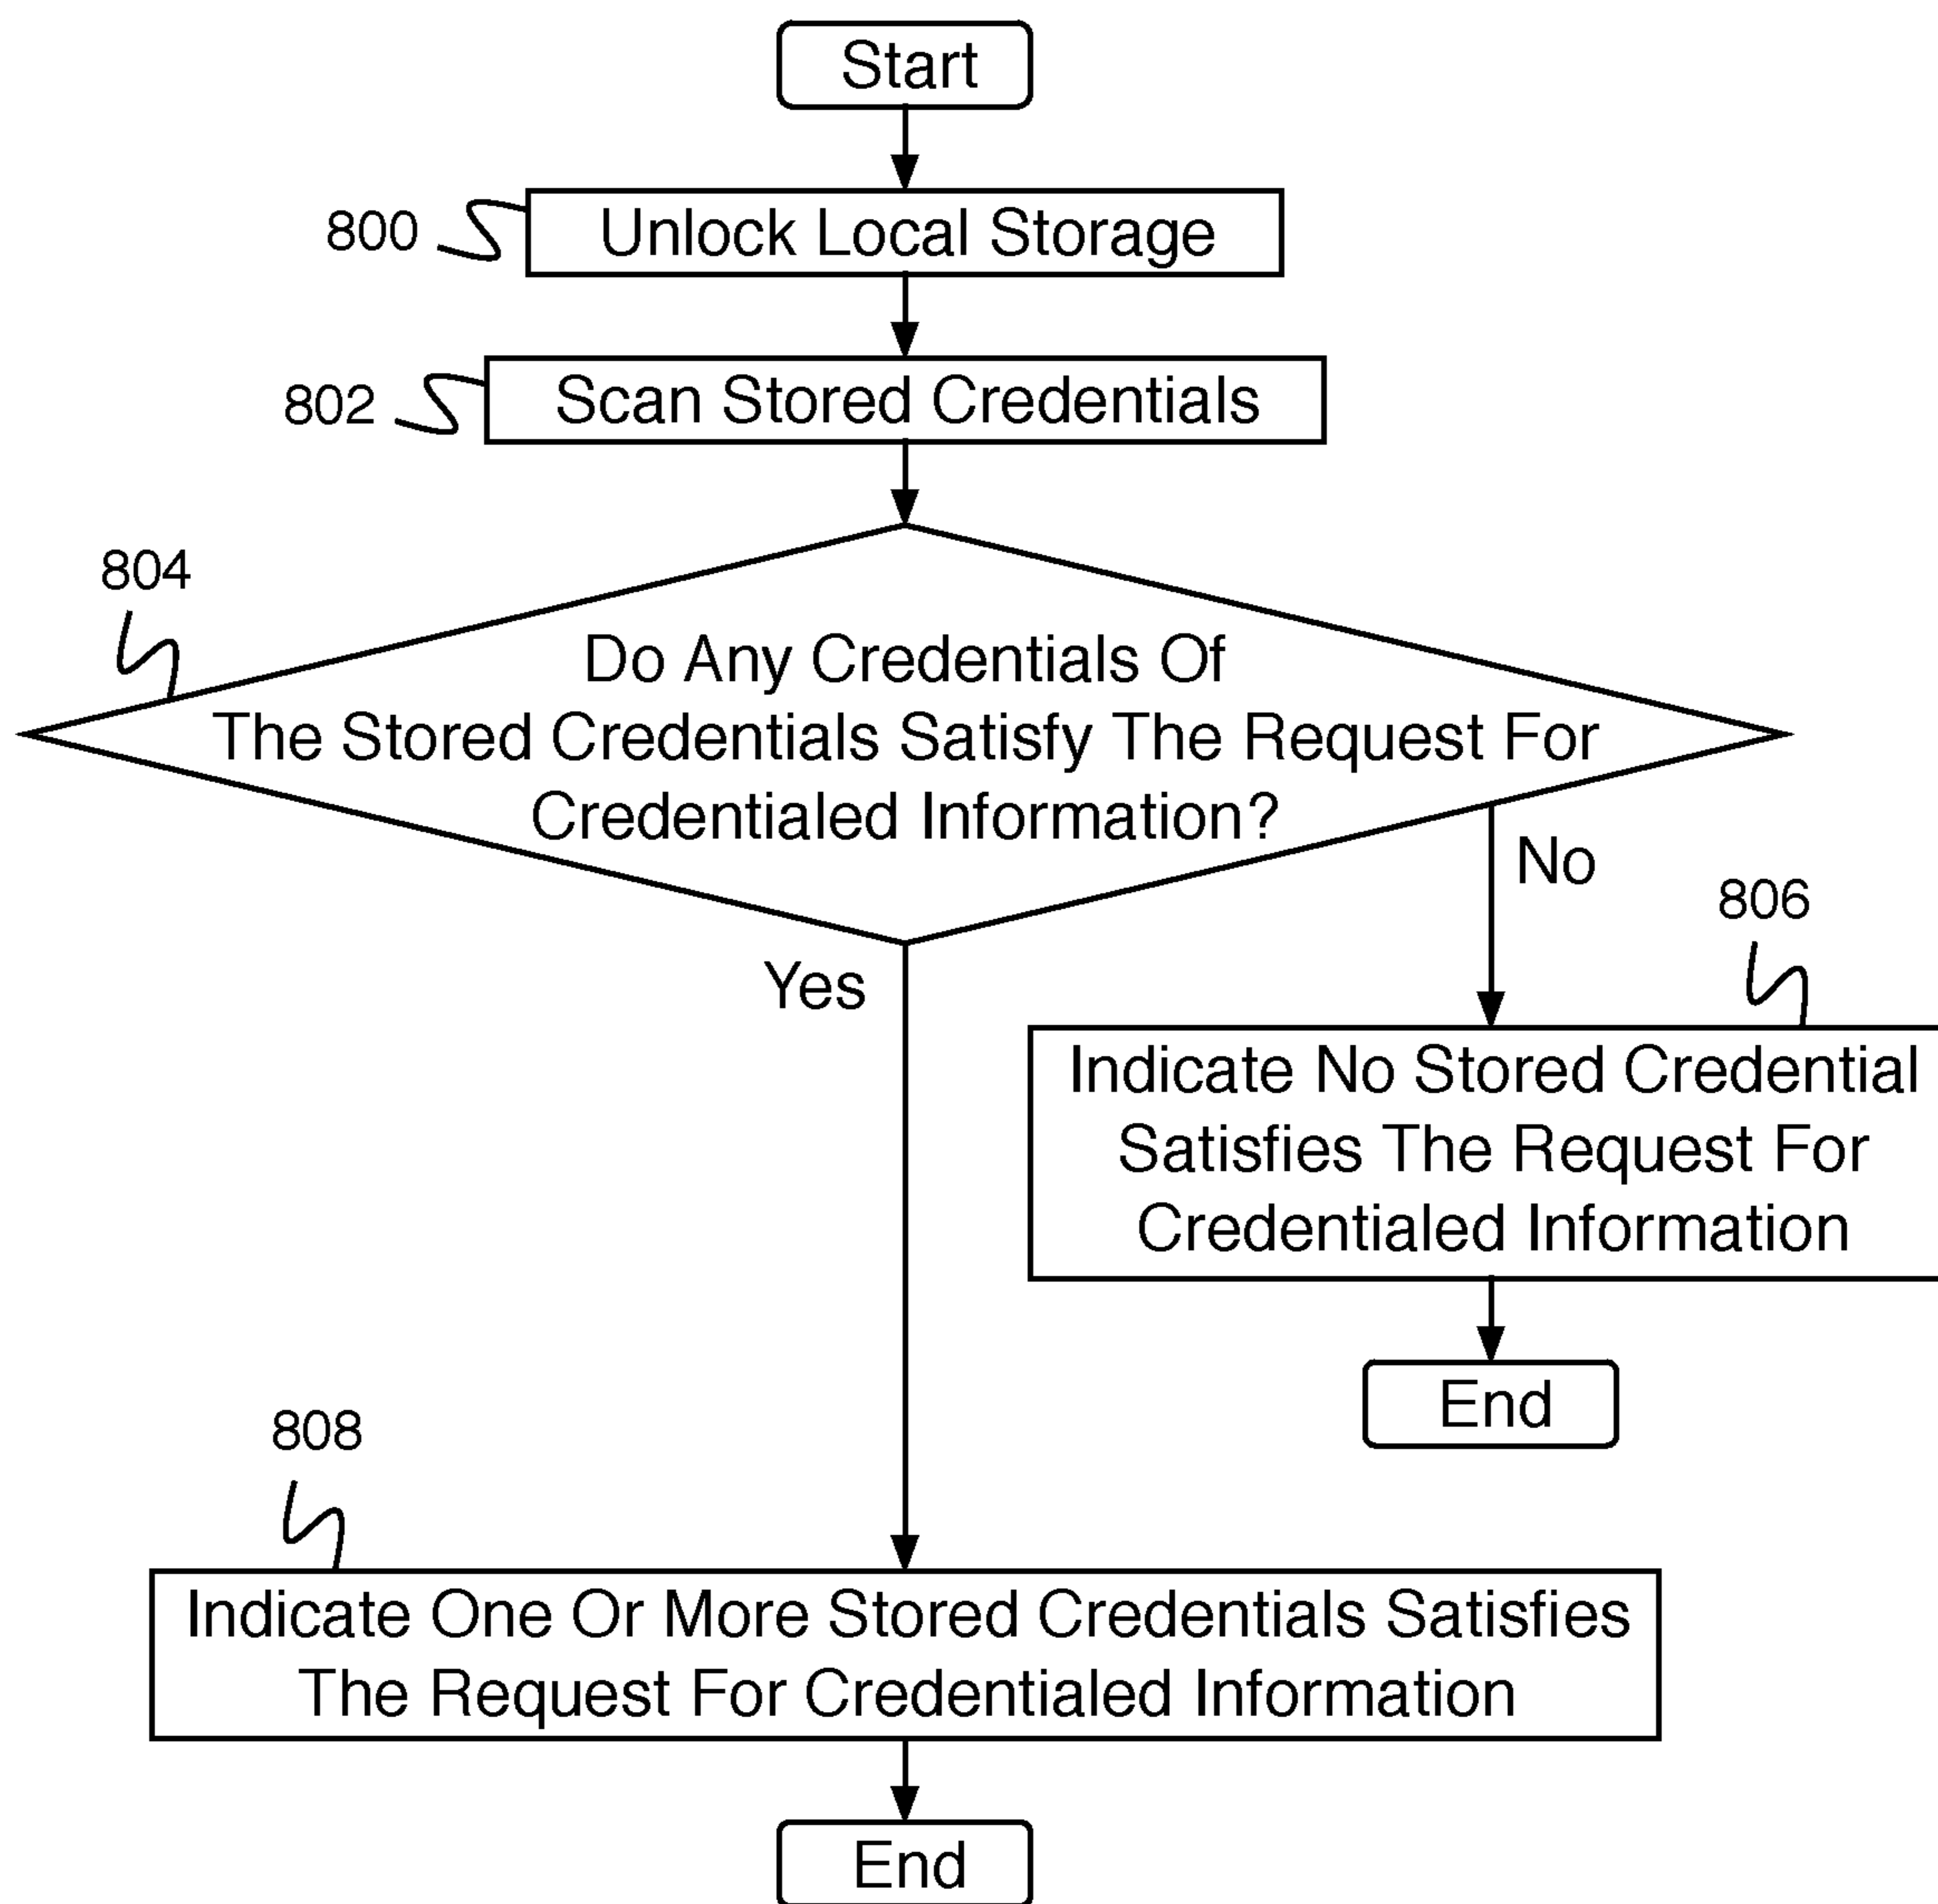 Start
800
Unlock Local Storage
802
Scan Stored Credentials
804
Do Any Credentials Of
The Stored Credentials Satisfy The Request For
Credentialed Information?
No
806
Yes
Indicate No Stored Credential
Satisfies The Request For
Credentialed Information
End
808
Indicate One Or More Stored Credentials Satisfies
The Request For Credentialed Information
End